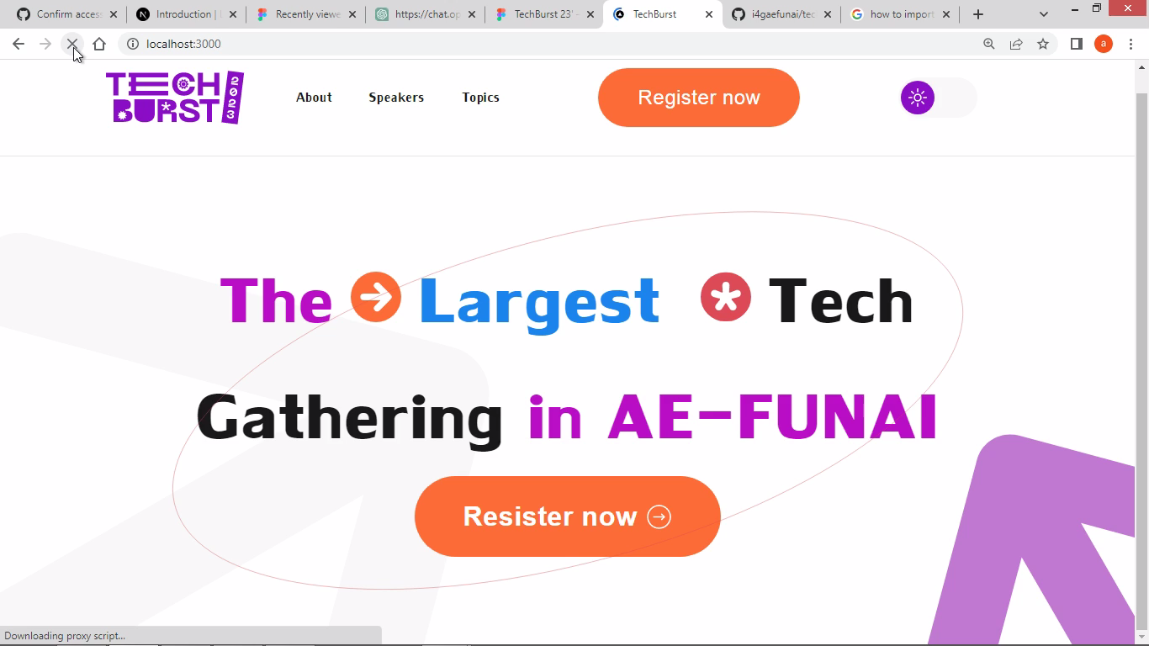 Confirm acces
Introduction |
Recently viewe
https://chat.op
TechBurst 23' -
TechBurst
i4gaefunai/tec
how to import
localhost:3000
a
TECH
BURST
2023
About
Speakers
Topics
Register now
The Largest Tech
Gathering in AE-FUNAI
Resister now
Downloading proxy script...